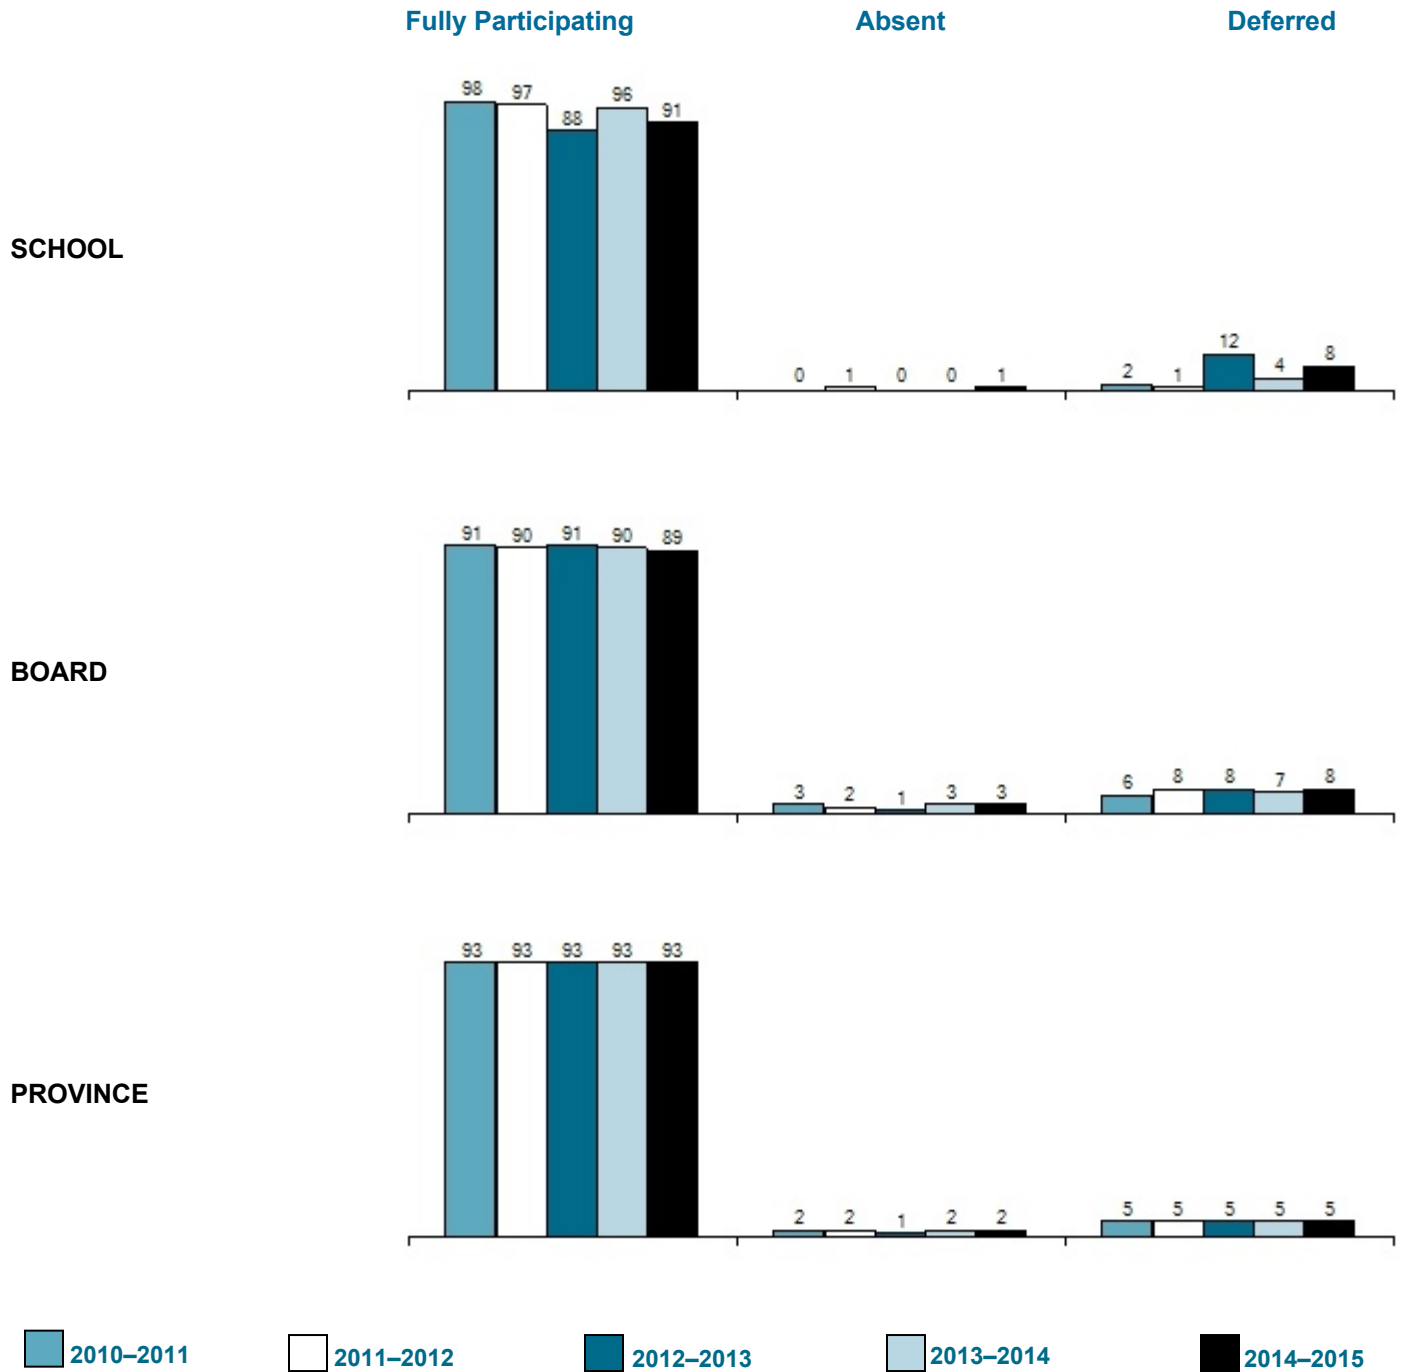 Fully Participating Absent Deferred
98 97 88 96 91
0 1 0 0 1
2 1 12 4 8
SCHOOL
91 90 91 90 89
3 2 1 3 3
6 8 8 7 8
BOARD
93 93 93 93 93
2 2 1 2 2
5 5 5 5 5
PROVINCE
2010–2011 2011–2012 2012–2013 2013–2014 2014–2015